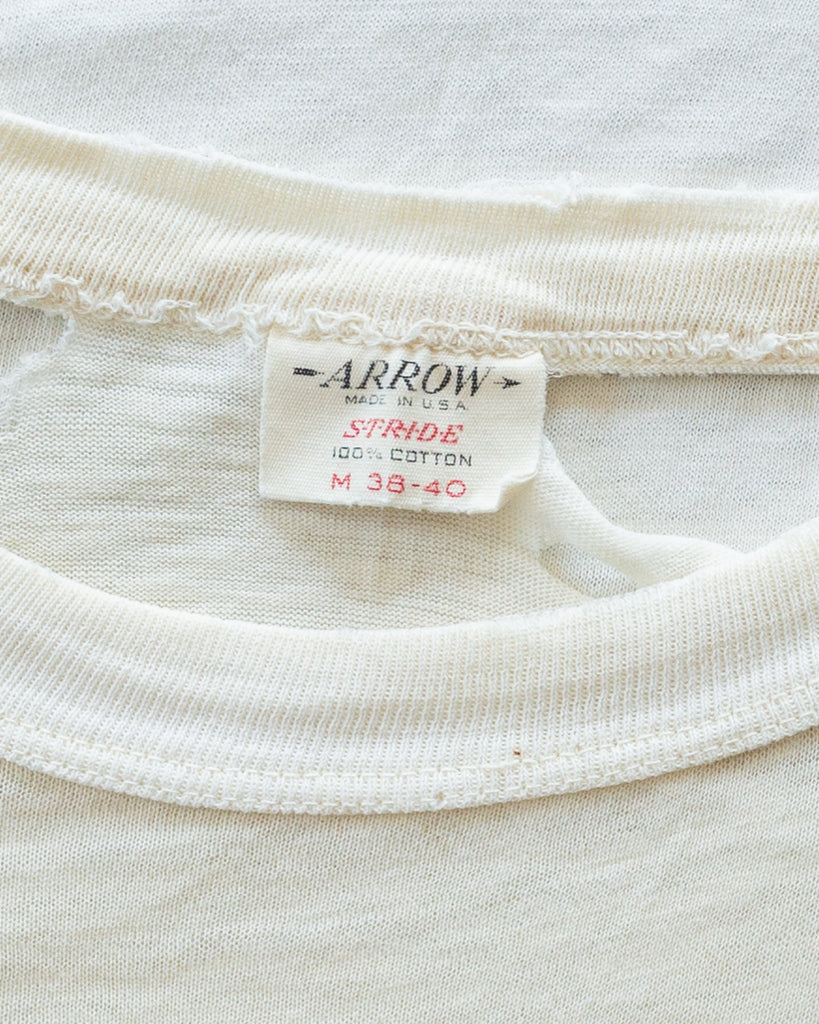 ARROW
MADE IN U.S.A.
STRIDE
100% COTTON
M 38-40